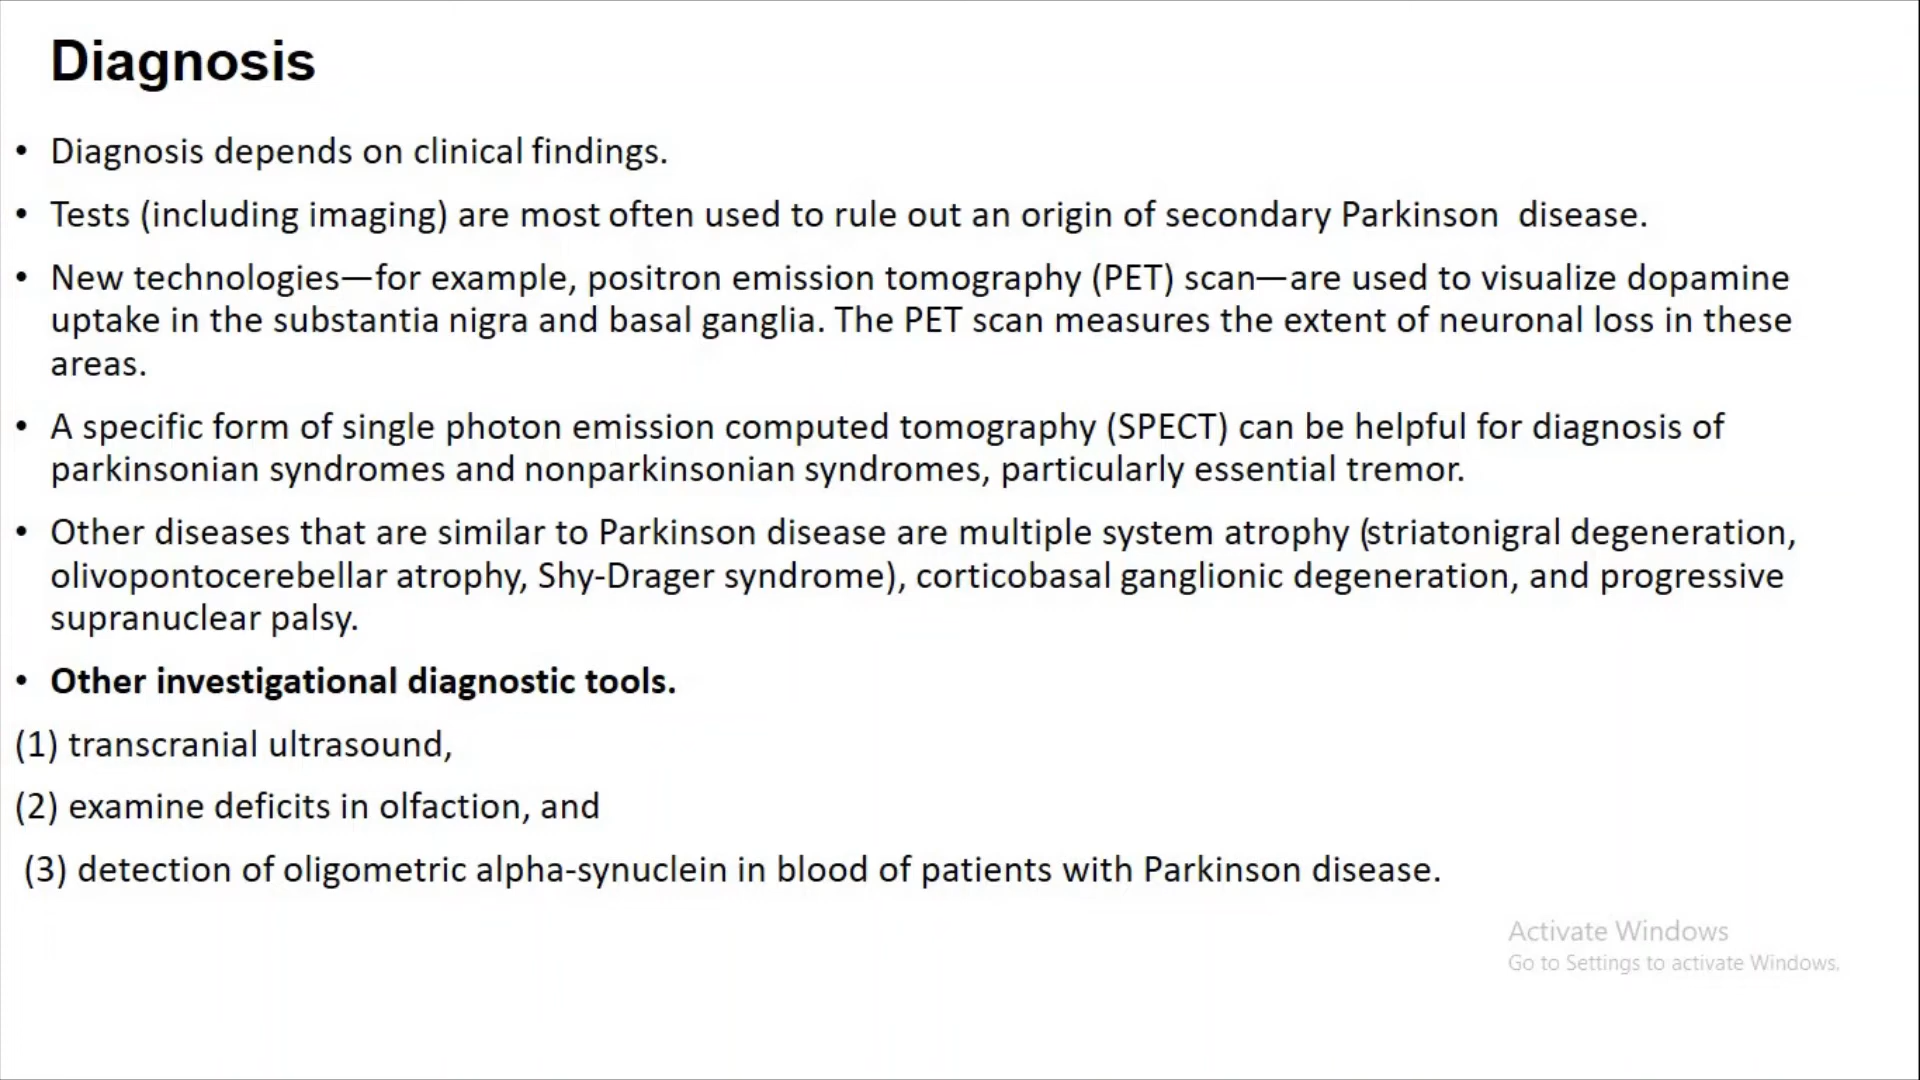 Diagnosis
• Diagnosis depends on clinical findings.
• Tests (including imaging) are most often used to rule out an origin of secondary Parkinson  disease.
• New technologies—for example, positron emission tomography (PET) scan—are used to visualize dopamine
uptake in the substantia nigra and basal ganglia. The PET scan measures the extent of neuronal loss in these
areas.
• A specific form of single photon emission computed tomography (SPECT) can be helpful for diagnosis of
parkinsonian syndromes and nonparkinsonian syndromes, particularly essential tremor.
• Other diseases that are similar to Parkinson disease are multiple system atrophy (striatonigral degeneration,
olivopontocerebellar atrophy, Shy-Drager syndrome), corticobasal ganglionic degeneration, and progressive
supranuclear palsy.
• Other investigational diagnostic tools.
(1) transcranial ultrasound,
(2) examine deficits in olfaction, and
(3) detection of oligometric alpha-synuclein in blood of patients with Parkinson disease.
Activate Windows
Go to Settings to activate Windows.